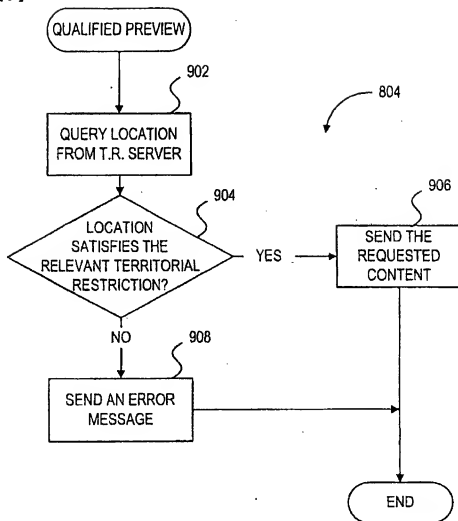 QUALIFIED PREVIEW
902
804
QUERY LOCATION
FROM T.R. SERVER
904
906
LOCATION
SATISFIES THE
RELEVANT TERRITORIAL
RESTRICTION?
YES
SEND THE
REQUESTED
CONTENT
NO
908
SEND AN ERROR
MESSAGE
END